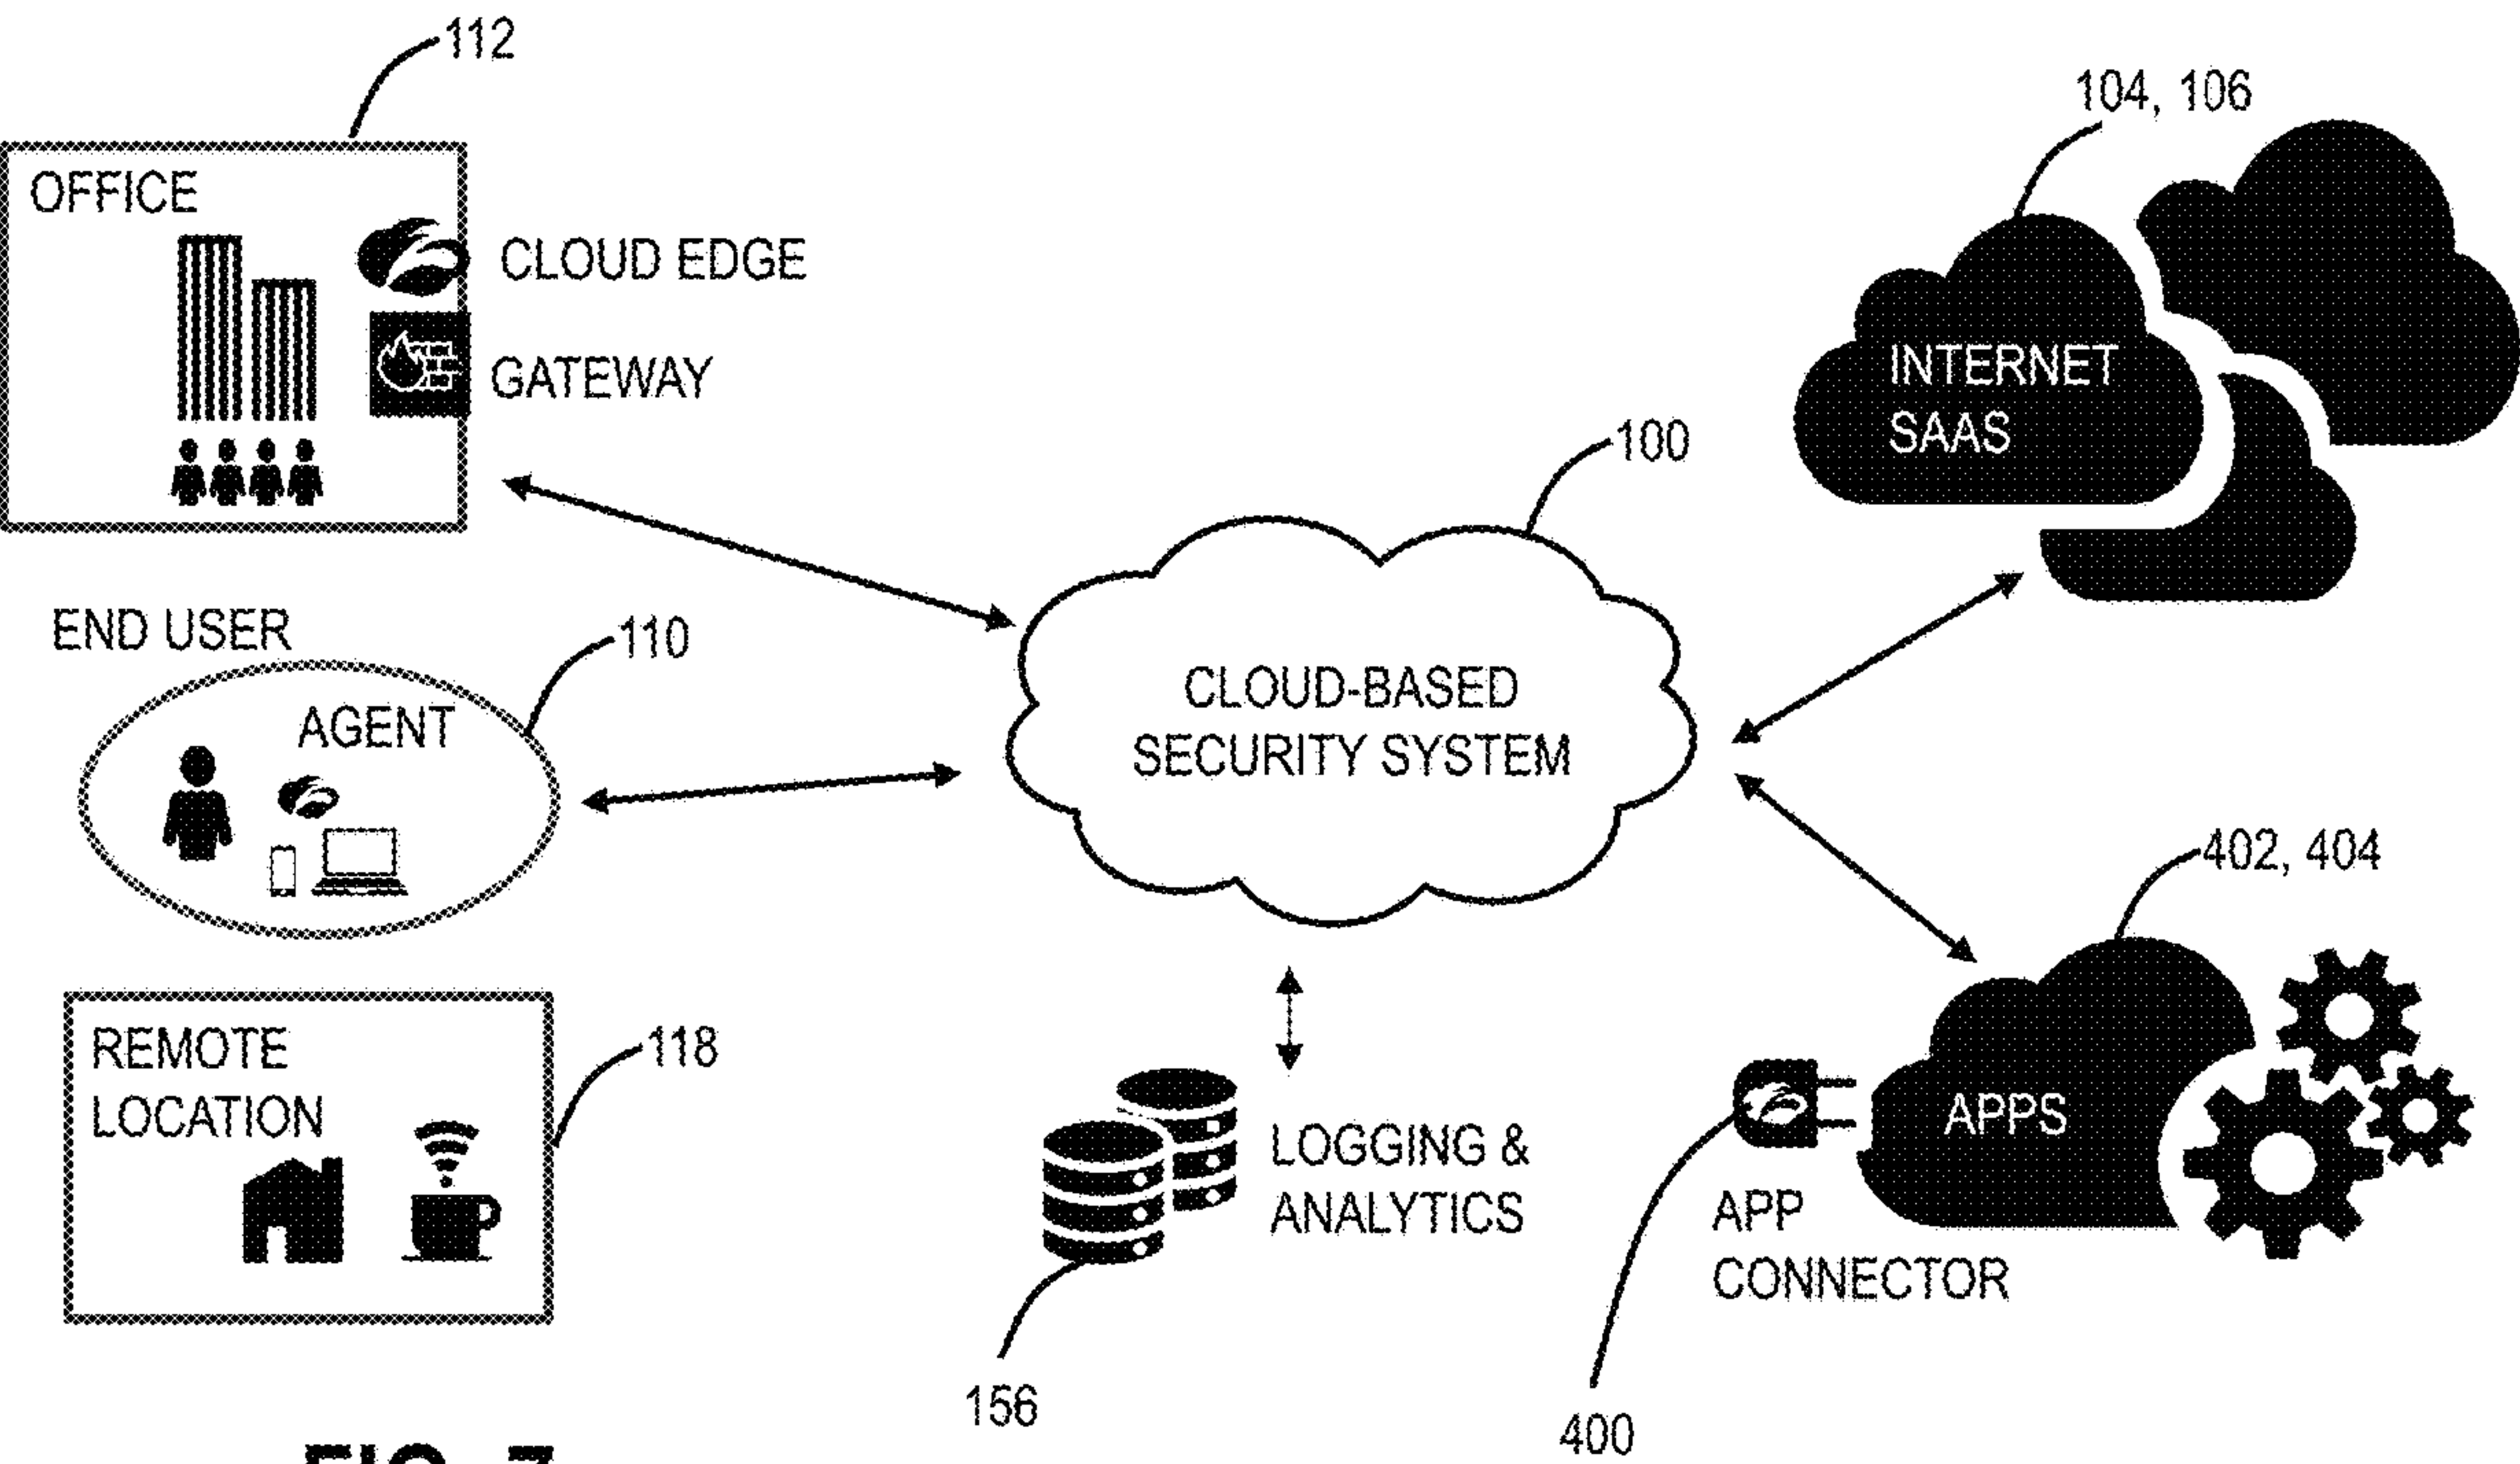 112
OFFICE
CLOUD EDGE
GATEWAY
104, 106
INTERNET
SAAS
100
CLOUD-BASED
SECURITY SYSTEM
END USER
110
AGENT
REMOTE
LOCATION
118
LOGGING &
ANALYTICS
156
402, 404
APPS
APP
CONNECTOR
400